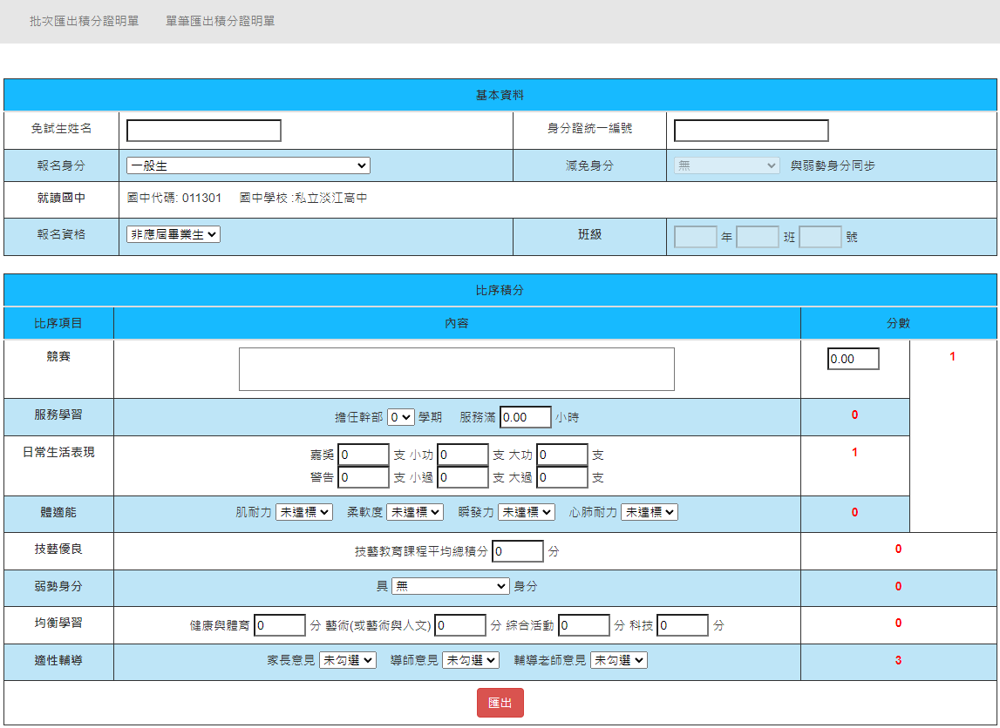 批次匯出積分證明單 單筆匯出積分證明單
基本資料
免試生姓名 身分證統一編號
報名身分 一般生 減免身分 無 與弱勢身分同步
就讀國中 國中代碼: 011301 國中學校 :私立淡江高中
報名資格 非應屆畢業生 班級 年 班 號
比序積分
比序項目 內容 分數
競賽 0.00 1
服務學習 擔任幹部 0 學期 服務滿 0.00 小時 0
日常生活表現 嘉獎 0 支 小功 0 支 大功 0 支 1
警告 0 支 小過 0 支 大過 0 支
體適能 肌耐力 未達標 柔軟度 未達標 瞬發力 未達標 心肺耐力 未達標 0
技藝優良 技藝教育課程平均總積分 0 分 0
弱勢身分 具 無 身分 0
均衡學習 健康與體育 0 分 藝術(或藝術與人文) 0 分 綜合活動 0 分 科技 0 分 0
適性輔導 家長意見 未勾選 導師意見 未勾選 輔導老師意見 未勾選 3
匯出